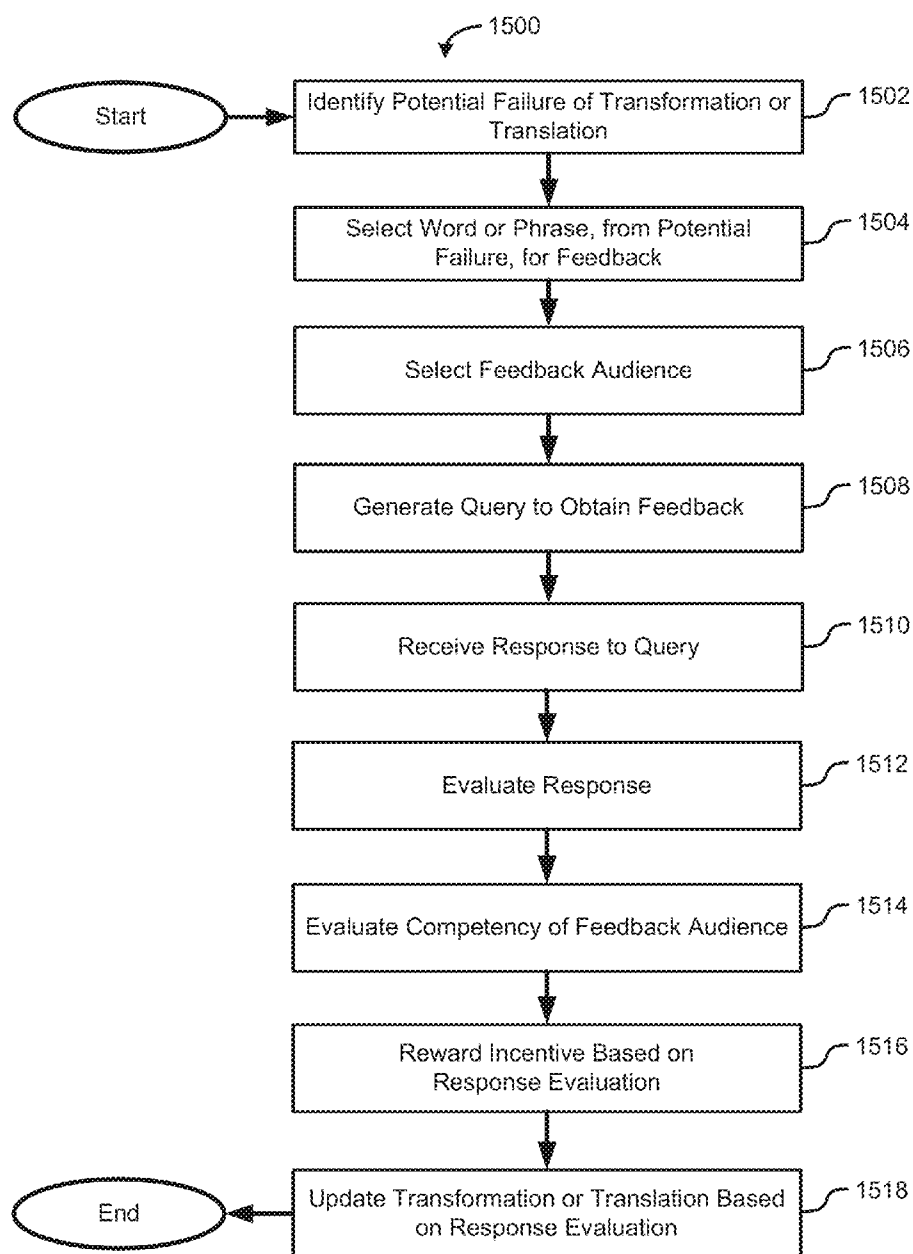 1500
Start
Identify Potential Failure of Transformation or
Translation
1502
Select Word or Phrase, from Potential
Failure, for Feedback
1504
Select Feedback Audience
1506
Generate Query to Obtain Feedback
1508
Receive Response to Query
1510
Evaluate Response
1512
Evaluate Competency of Feedback Audience
1514
Reward Incentive Based on
Response Evaluation
1516
End
Update Transformation or Translation Based
on Response Evaluation
1518